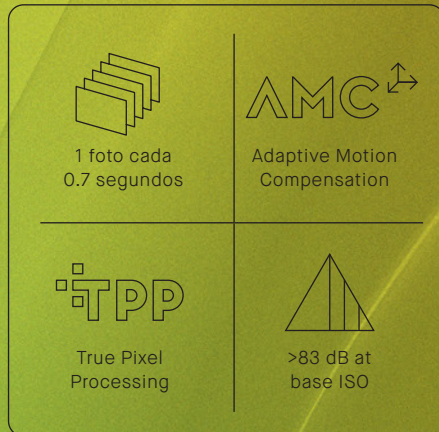 1 foto cada
0.7 segundos
AMC
Adaptive Motion
Compensation
TPP
True Pixel
Processing
>83 dB at
base ISO